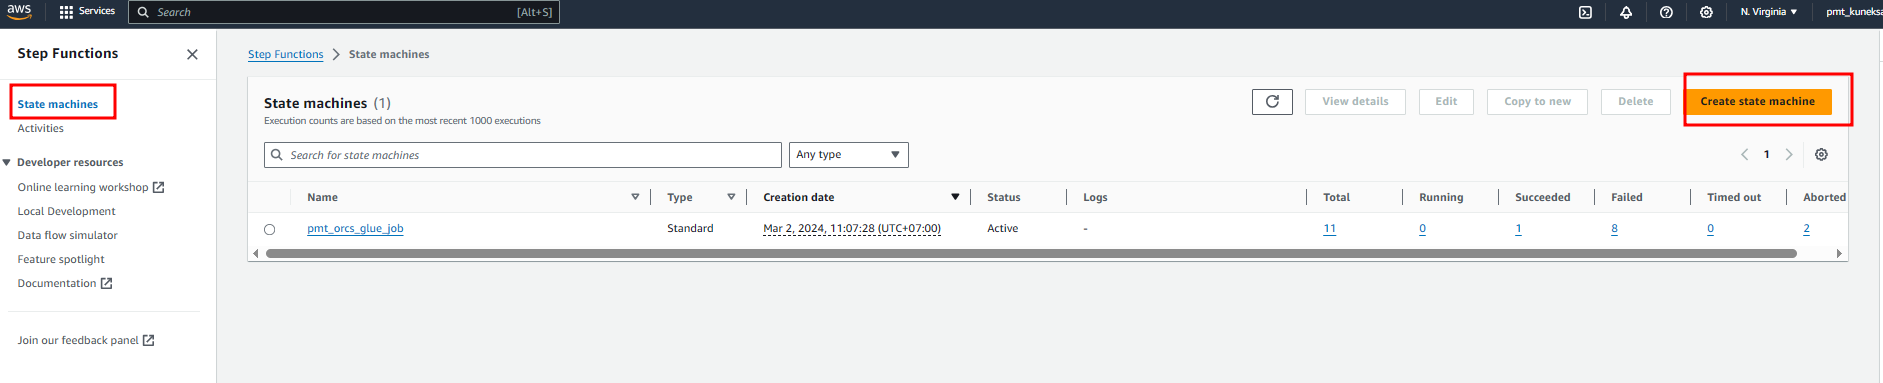 aws
Services
Search
[Alt+S]
N. Virginia
pmt_kuneksa
Step Functions
State machines
Activities
Developer resources
Online learning workshop
Local Development
Data flow simulator
Feature spotlight
Documentation
Join our feedback panel
Step Functions
State machines
State machines (1)
Execution counts are based on the most recent 1000 executions
View details
Edit
Copy to new
Delete
Create state machine
Search for state machines
Any type
1
Name Type Creation date Status Logs Total Running Succeeded Failed Timed out Aborted
pmt_orcs_glue_job Standard Mar 2, 2024, 11:07:28 (UTC+07:00) Active - 11 0 1 8 0 2